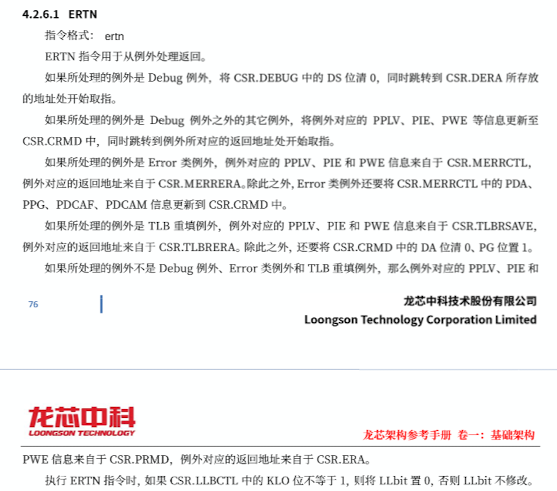 4.2.6.1 ERTN
指令格式： ertn
ERTN 指令用于从例外处理返回。
如果所处理的例外是 Debug 例外，将 CSR.DEBUG 中的 DS 位清 0，同时跳转到 CSR.DERA 所存放
的地址处开始取指。
如果所处理的例外是 Debug 例外之外的其它例外，将例外对应的 PPLV、PIE、PWE 等信息更新至
CSR.CRMD 中，同时跳转到例外所对应的返回地址处开始取指。
如果所处理的例外是 Error 类例外，例外对应的 PPLV、PIE 和 PWE 信息来自于 CSR.MERRCTL，
例外对应的返回地址来自于 CSR.MERRERA。除此之外，Error 类例外还要将 CSR.MERRCTL 中的 PDA、
PPG、PDCAF、PDCAM 信息更新到 CSR.CRMD 中。
如果所处理的例外是 TLB 重填例外，例外对应的 PPLV、PIE 和 PWE 信息来自于 CSR.TLBRSAVE，
例外对应的返回地址来自于 CSR.TLBRERA。除此之外，还要将 CSR.CRMD 中的 DA 位清 0、PG 位置 1。
如果所处理的例外不是 Debug 例外、Error 类例外和 TLB 重填例外，那么例外对应的 PPLV、PIE 和
76
龙芯中科技术股份有限公司
Loongson Technology Corporation Limited
龙芯中科
LOONGSON TECHNOLOGY
龙芯架构参考手册 卷一：基础架构
PWE 信息来自于 CSR.PRMD，例外对应的返回地址来自于 CSR.ERA。
执行 ERTN 指令时，如果 CSR.LLBCTL 中的 KLO 位不等于 1，则将 LLbit 置 0，否则 LLbit 不修改。